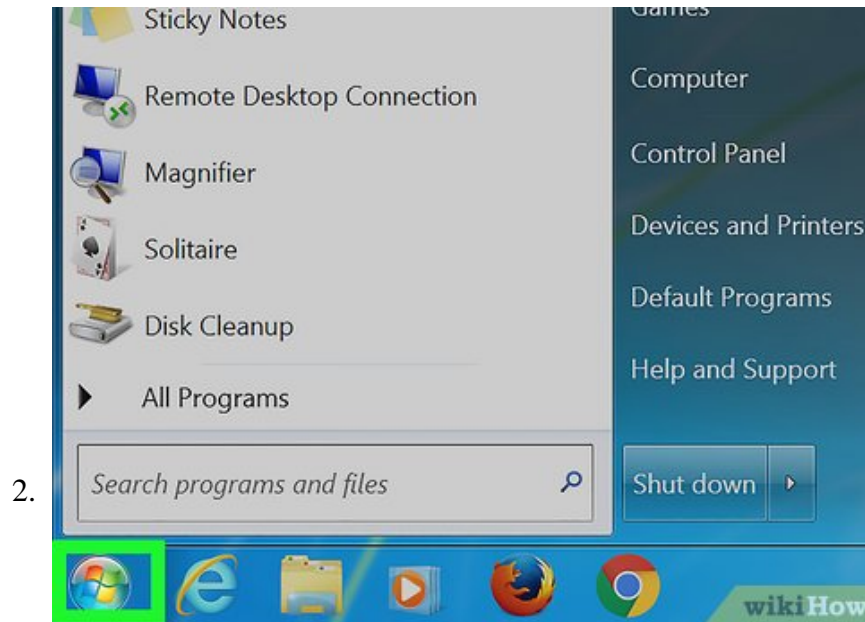 Sticky Notes
Remote Desktop Connection
Magnifier
Solitaire
Disk Cleanup
All Programs
Search programs and files
Games
Computer
Control Panel
Devices and Printers
Default Programs
Help and Support
Shut down
2.
wikiHow